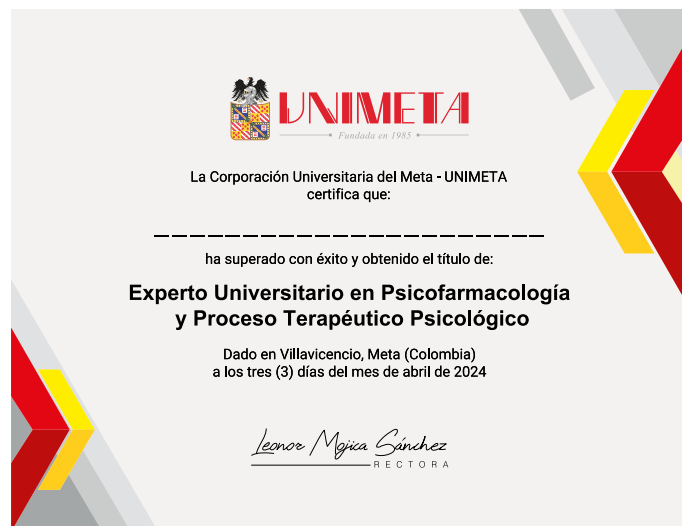 UNIMETA
Fundada en 1985
La Corporación Universitaria del Meta - UNIMETA
certifica que:
ha superado con éxito y obtenido el título de:
Experto Universitario en Psicofarmacología
y Proceso Terapéutico Psicológico
Dado en Villavicencio, Meta (Colombia)
a los tres (3) días del mes de abril de 2024
Leonor Mojica Sánchez
RECTORA